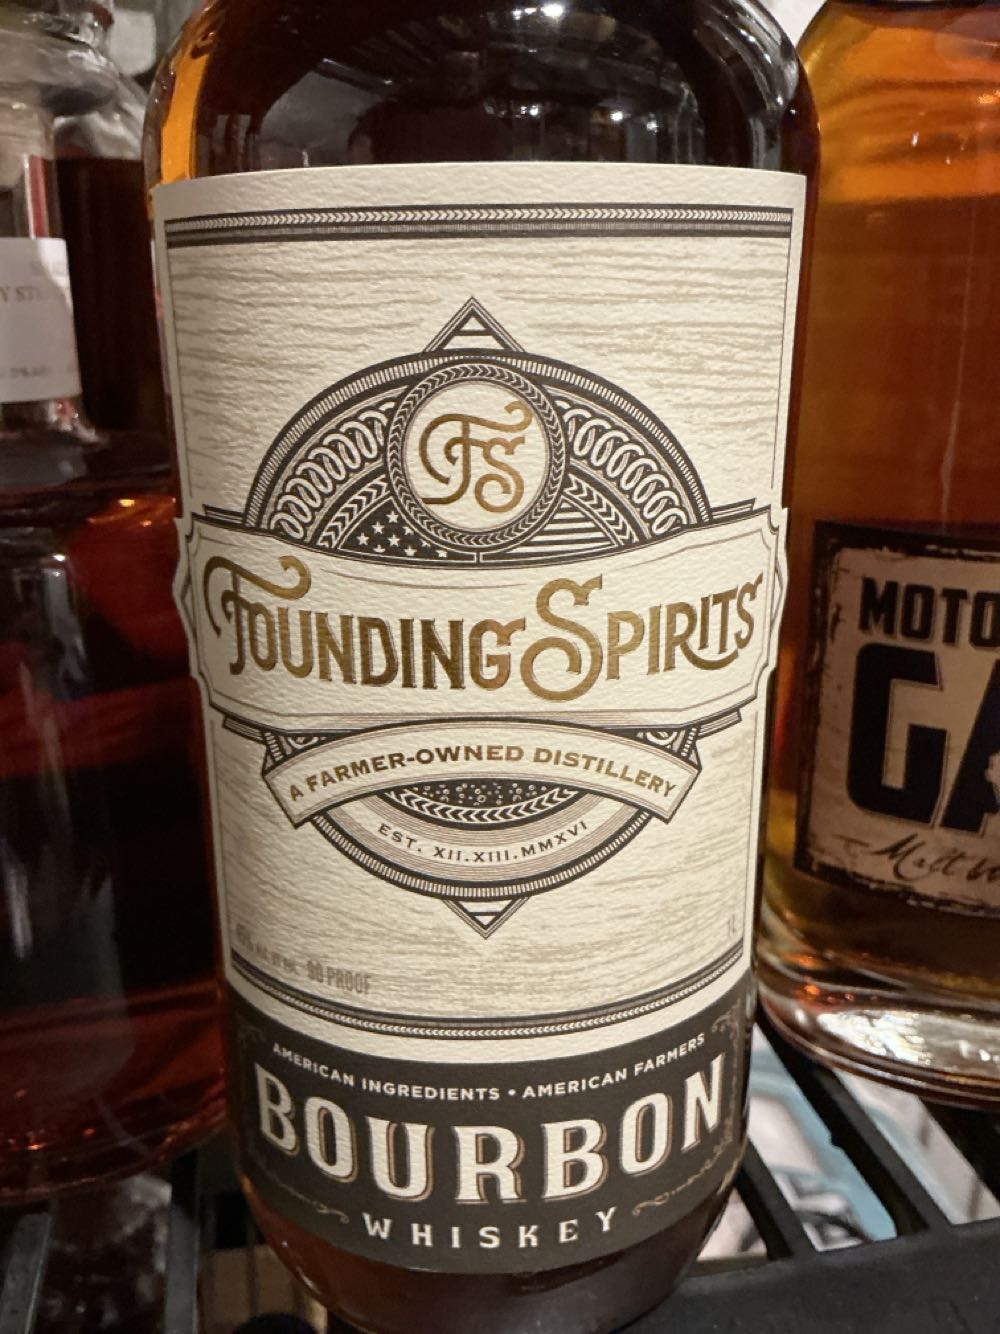 FS
FOUNDING SPIRITS
A FARMER-OWNED DISTILLERY
EST. XII.XIII.MMXVI
1L
90 PROOF
AMERICAN INGREDIENTS • AMERICAN FARMERS
BOURBON
WHISKEY
MOTO
GA